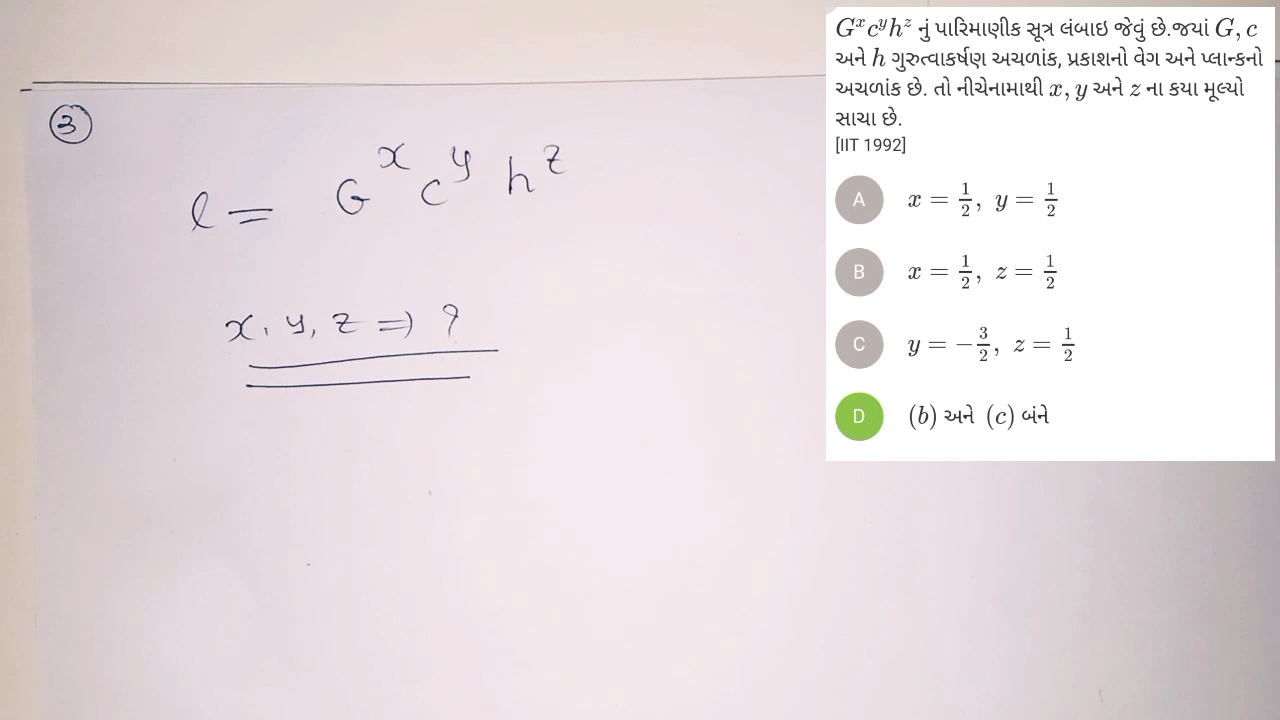 3
l = G^x c^y h^z
x, y, z ⇒ ?
G^x c^y h^z નું પારિમાણીક સૂત્ર લંબાઇ જેવું છે.જયાં G, c
અને h ગુરુત્વાકર્ષણ અચળાંક, પ્રકાશનો વેગ અને પ્લાન્કનો
અચળાંક છે. તો નીચેનામાથી x, y અને z ના કયા મૂલ્યો
સાચા છે.
[IIT 1992]
A x = 1/2, y = 1/2
B x = 1/2, z = 1/2
C y = −3/2, z = 1/2
D (b) અને (c) બંને